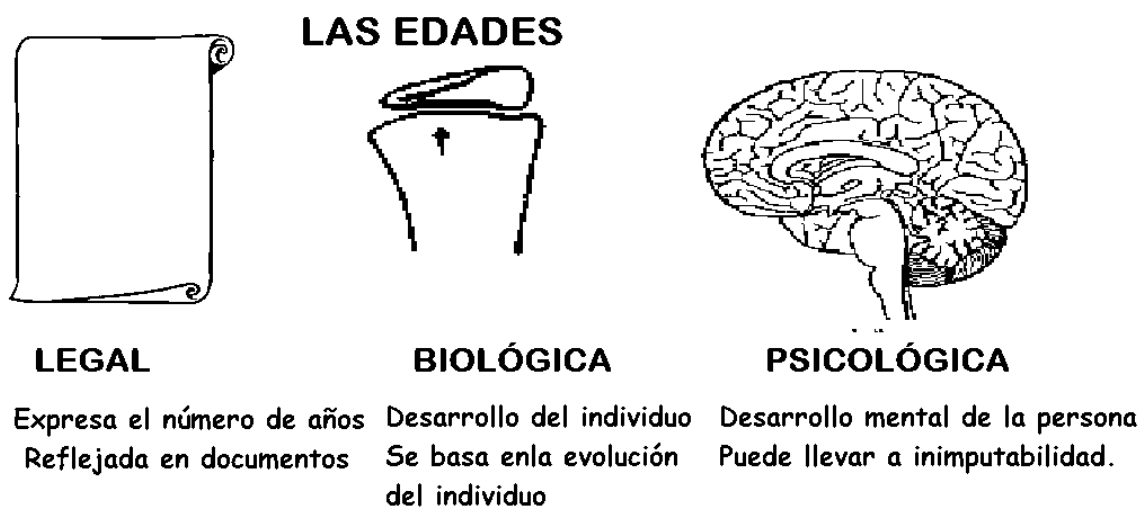 LAS EDADES
LEGAL
Expresa el número de años
Reflejada en documentos
BIOLÓGICA
Desarrollo del individuo
Se basa enla evolución
del individuo
PSICOLÓGICA
Desarrollo mental de la persona
Puede llevar a inimputabilidad.